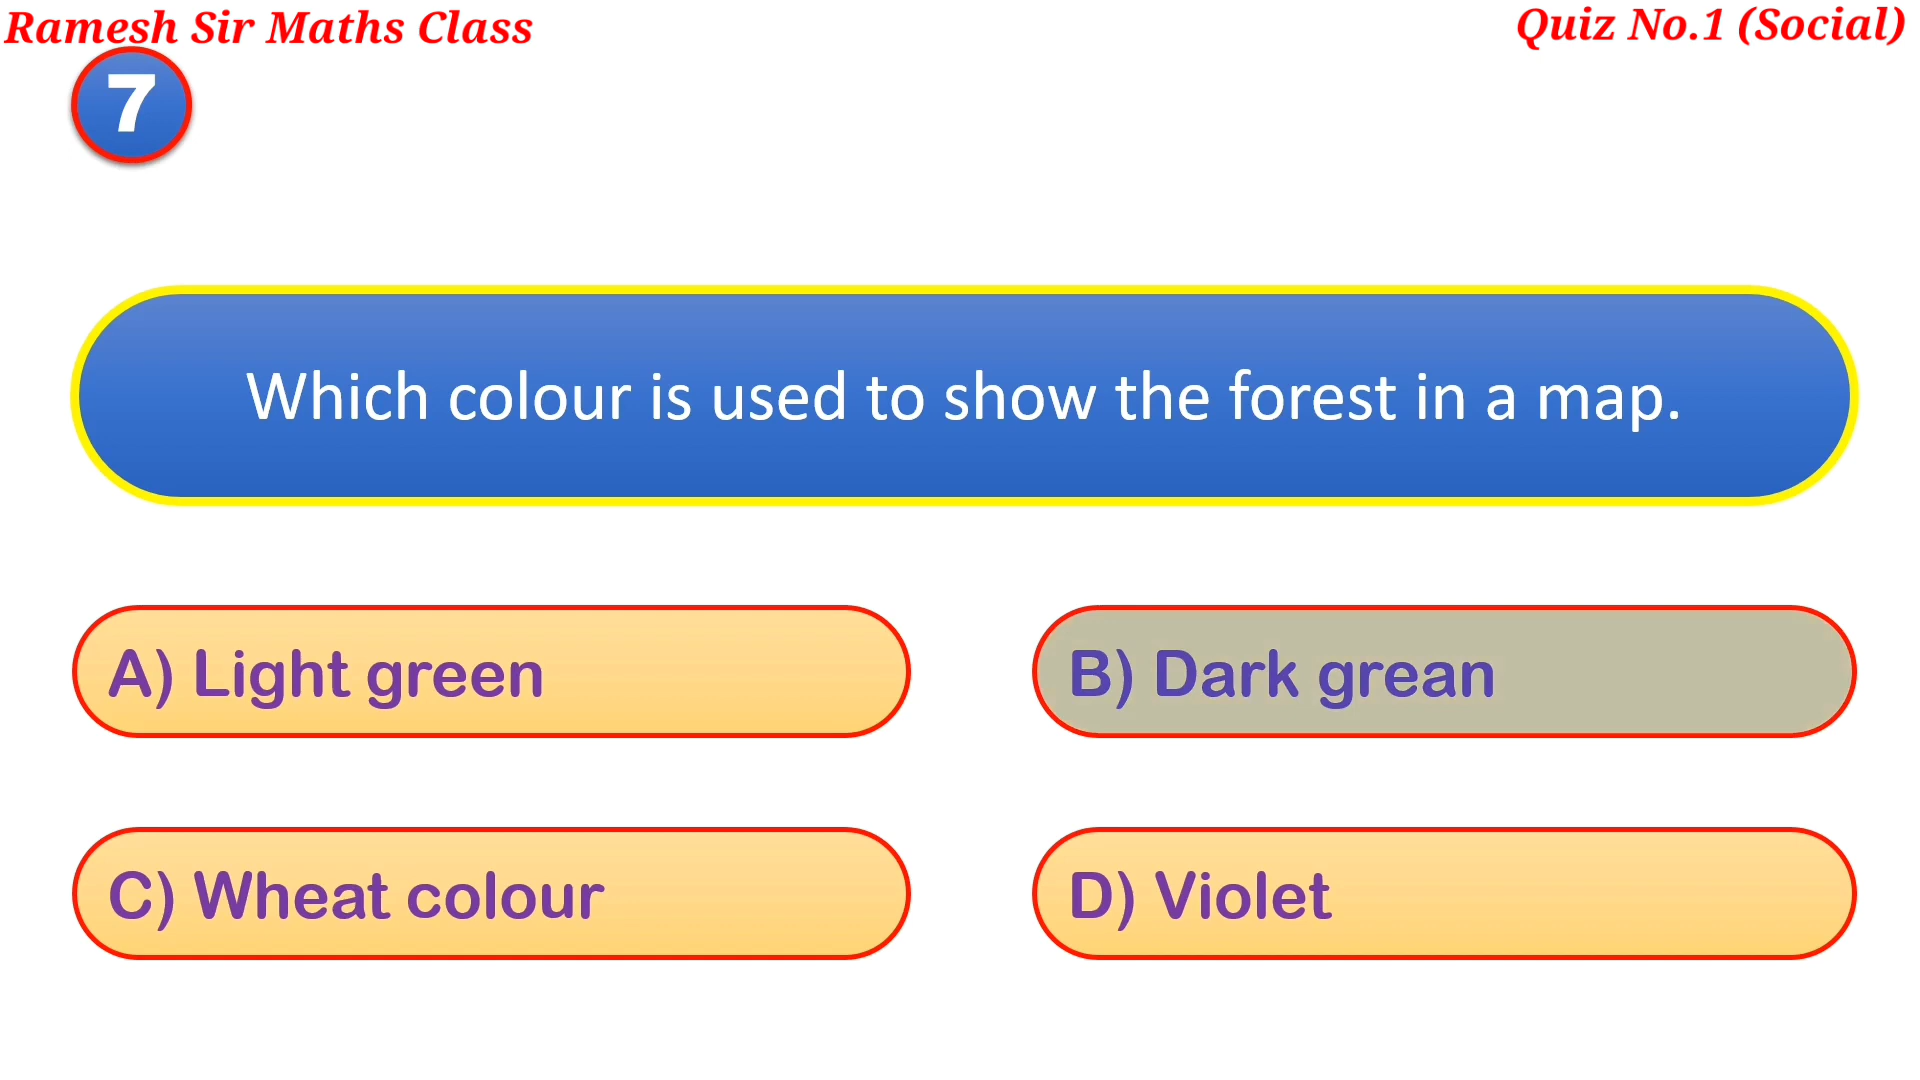 Ramesh Sir Maths Class
Quiz No.1 (Social)
7
Which colour is used to show the forest in a map.
A) Light green
B) Dark grean
C) Wheat colour
D) Violet